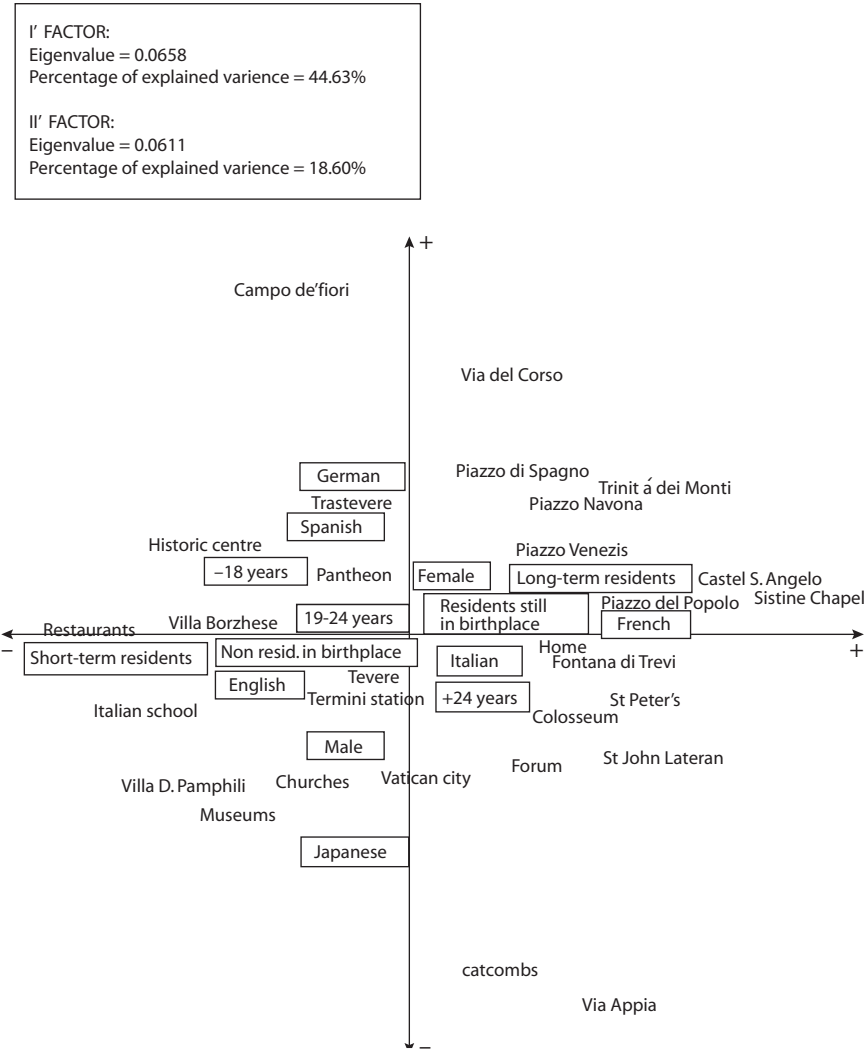 I' FACTOR:
Eigenvalue = 0.0658
Percentage of explained varience = 44.63%
II' FACTOR:
Eigenvalue = 0.0611
Percentage of explained varience = 18.60%
+
Campo de'fiori
Via del Corso
German
Piazzo di Spagno
Trinit á dei Monti
Trastevere
Piazzo Navona
Spanish
Historic centre
Piazzo Venezis
–18 years
Pantheon
Female
Long-term residents
Castel S. Angelo
Sistine Chapel
Residents still
in birthplace
Piazzo del Popolo
19-24 years
Villa Borzhese
French
Restaurants
–
+
Short-term residents
Non resid. in birthplace
Home
Italian
Fontana di Trevi
Tevere
English
Termini station
+24 years
St Peter's
Italian school
Colosseum
Male
St John Lateran
Forum
Villa D. Pamphili
Churches
Vatican city
Museums
Japanese
catcombs
Via Appia
–